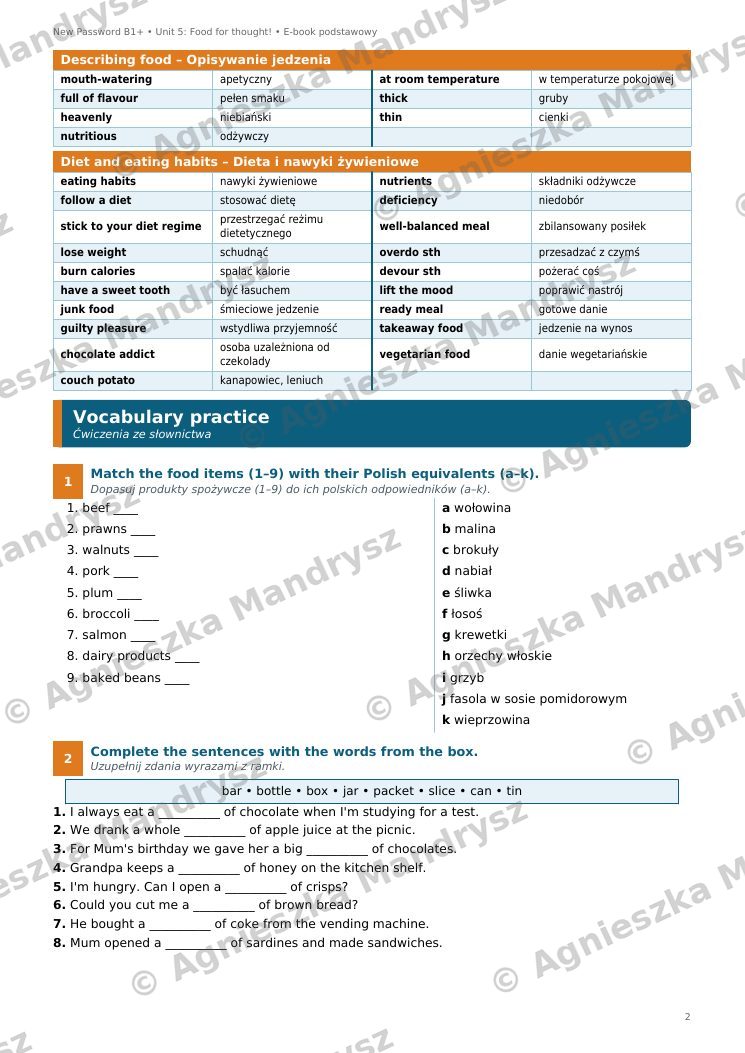 New Password B1+ • Unit 5: Food for thought! • E-book podstawowy
Describing food – Opisywanie jedzenia
mouth-watering apetyczny at room temperature w temperaturze pokojowej
full of flavour pełen smaku thick gruby
heavenly niebiański thin cienki
nutritious odżywczy
Diet and eating habits – Dieta i nawyki żywieniowe
eating habits nawyki żywieniowe nutrients składniki odżywcze
follow a diet stosować dietę deficiency niedobór
stick to your diet regime przestrzegać reżimu dietetycznego well-balanced meal zbilansowany posiłek
lose weight schudnąć overdo sth przesadzać z czymś
burn calories spalać kalorie devour sth pożerać coś
have a sweet tooth być łasuchem lift the mood poprawić nastrój
junk food śmieciowe jedzenie ready meal gotowe danie
guilty pleasure wstydliwa przyjemność takeaway food jedzenie na wynos
chocolate addict osoba uzależniona od czekolady vegetarian food danie wegetariańskie
couch potato kanapowiec, leniuch
Vocabulary practice
Ćwiczenia ze słownictwa
1 Match the food items (1–9) with their Polish equivalents (a–k).
Dopasuj produkty spożywcze (1–9) do ich polskich odpowiedników (a–k).
1. beef ____
2. prawns ____
3. walnuts ____
4. pork ____
5. plum ____
6. broccoli ____
7. salmon ____
8. dairy products ____
9. baked beans ____
a wołowina
b malina
c brokuły
d nabiał
e śliwka
f łosoś
g krewetki
h orzechy włoskie
i grzyb
j fasola w sosie pomidorowym
k wieprzowina
2 Complete the sentences with the words from the box.
Uzupełnij zdania wyrazami z ramki.
bar • bottle • box • jar • packet • slice • can • tin
1. I always eat a __________ of chocolate when I'm studying for a test.
2. We drank a whole __________ of apple juice at the picnic.
3. For Mum's birthday we gave her a big __________ of chocolates.
4. Grandpa keeps a __________ of honey on the kitchen shelf.
5. I'm hungry. Can I open a __________ of crisps?
6. Could you cut me a __________ of brown bread?
7. He bought a __________ of coke from the vending machine.
8. Mum opened a __________ of sardines and made sandwiches.
© Agnieszka Mandrysz
2